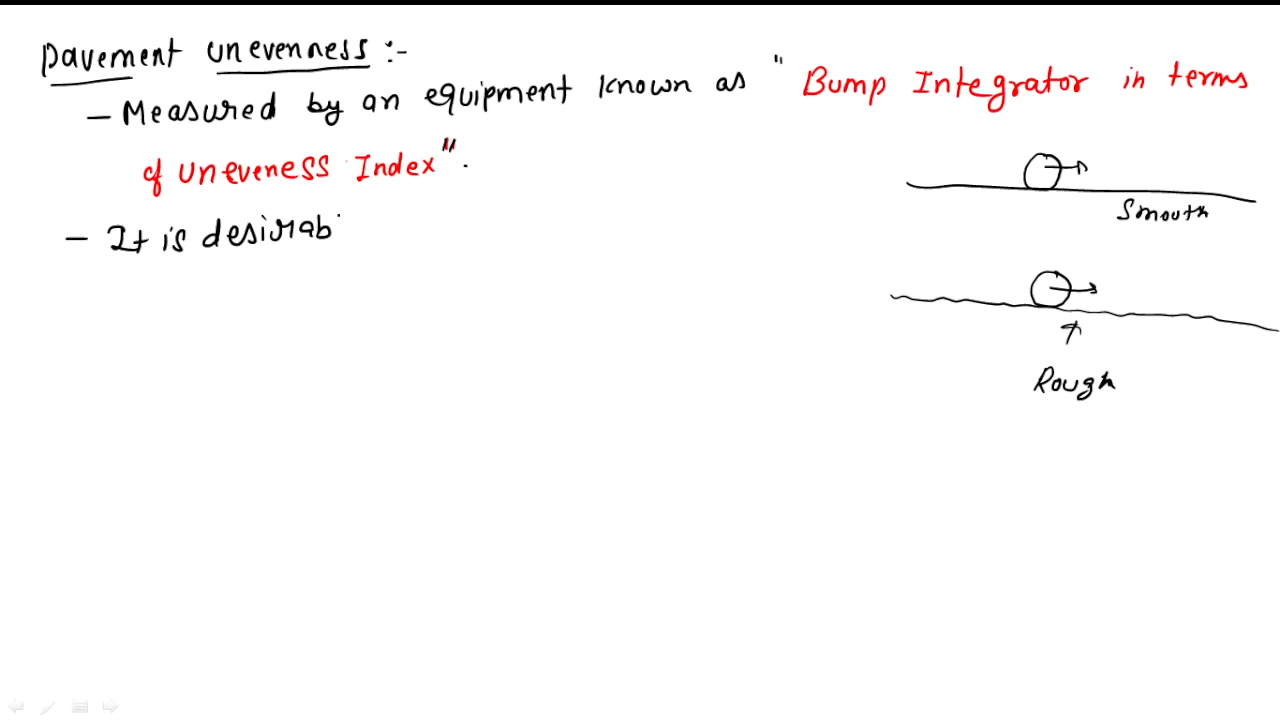 pavement unevenness :-
- Measured by an equipment known as " Bump Integrator in terms
of uneveness Index".
- It is desirab
Smouth
Rough